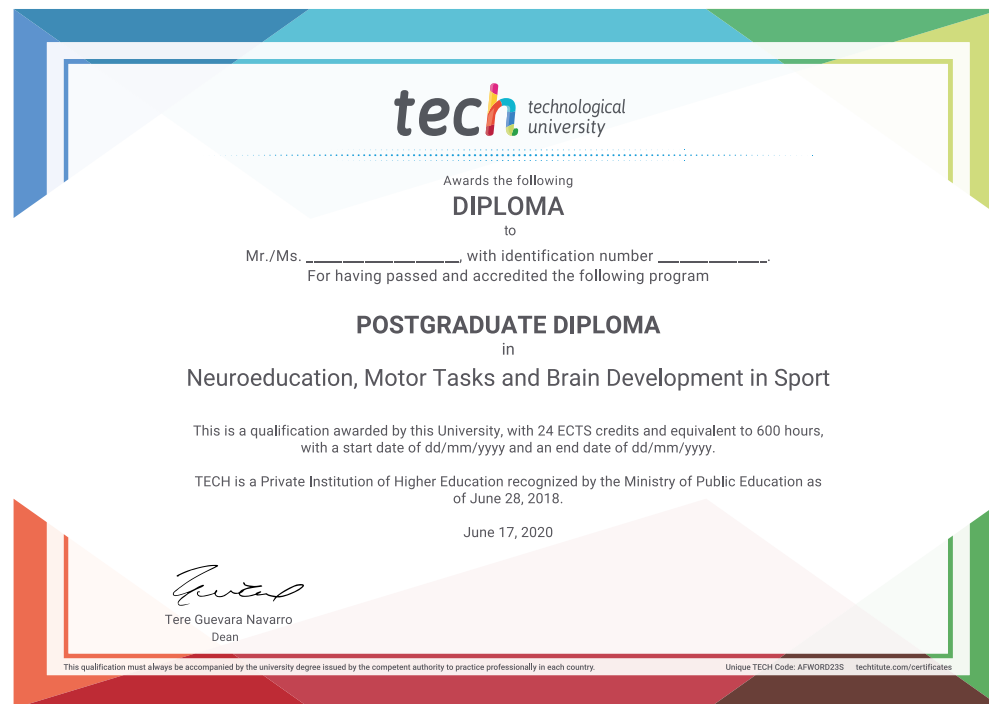 tech technological
university
Awards the following
DIPLOMA
to
Mr./Ms. ____________________, with identification number ______________.
For having passed and accredited the following program
POSTGRADUATE DIPLOMA
in
Neuroeducation, Motor Tasks and Brain Development in Sport
This is a qualification awarded by this University, with 24 ECTS credits and equivalent to 600 hours,
with a start date of dd/mm/yyyy and an end date of dd/mm/yyyy.
TECH is a Private Institution of Higher Education recognized by the Ministry of Public Education as
of June 28, 2018.
June 17, 2020
Tere Guevara Navarro
Dean
This qualification must always be accompanied by the university degree issued by the competent authority to practice professionally in each country.
Unique TECH Code: AFWORD23S techtitute.com/certificates